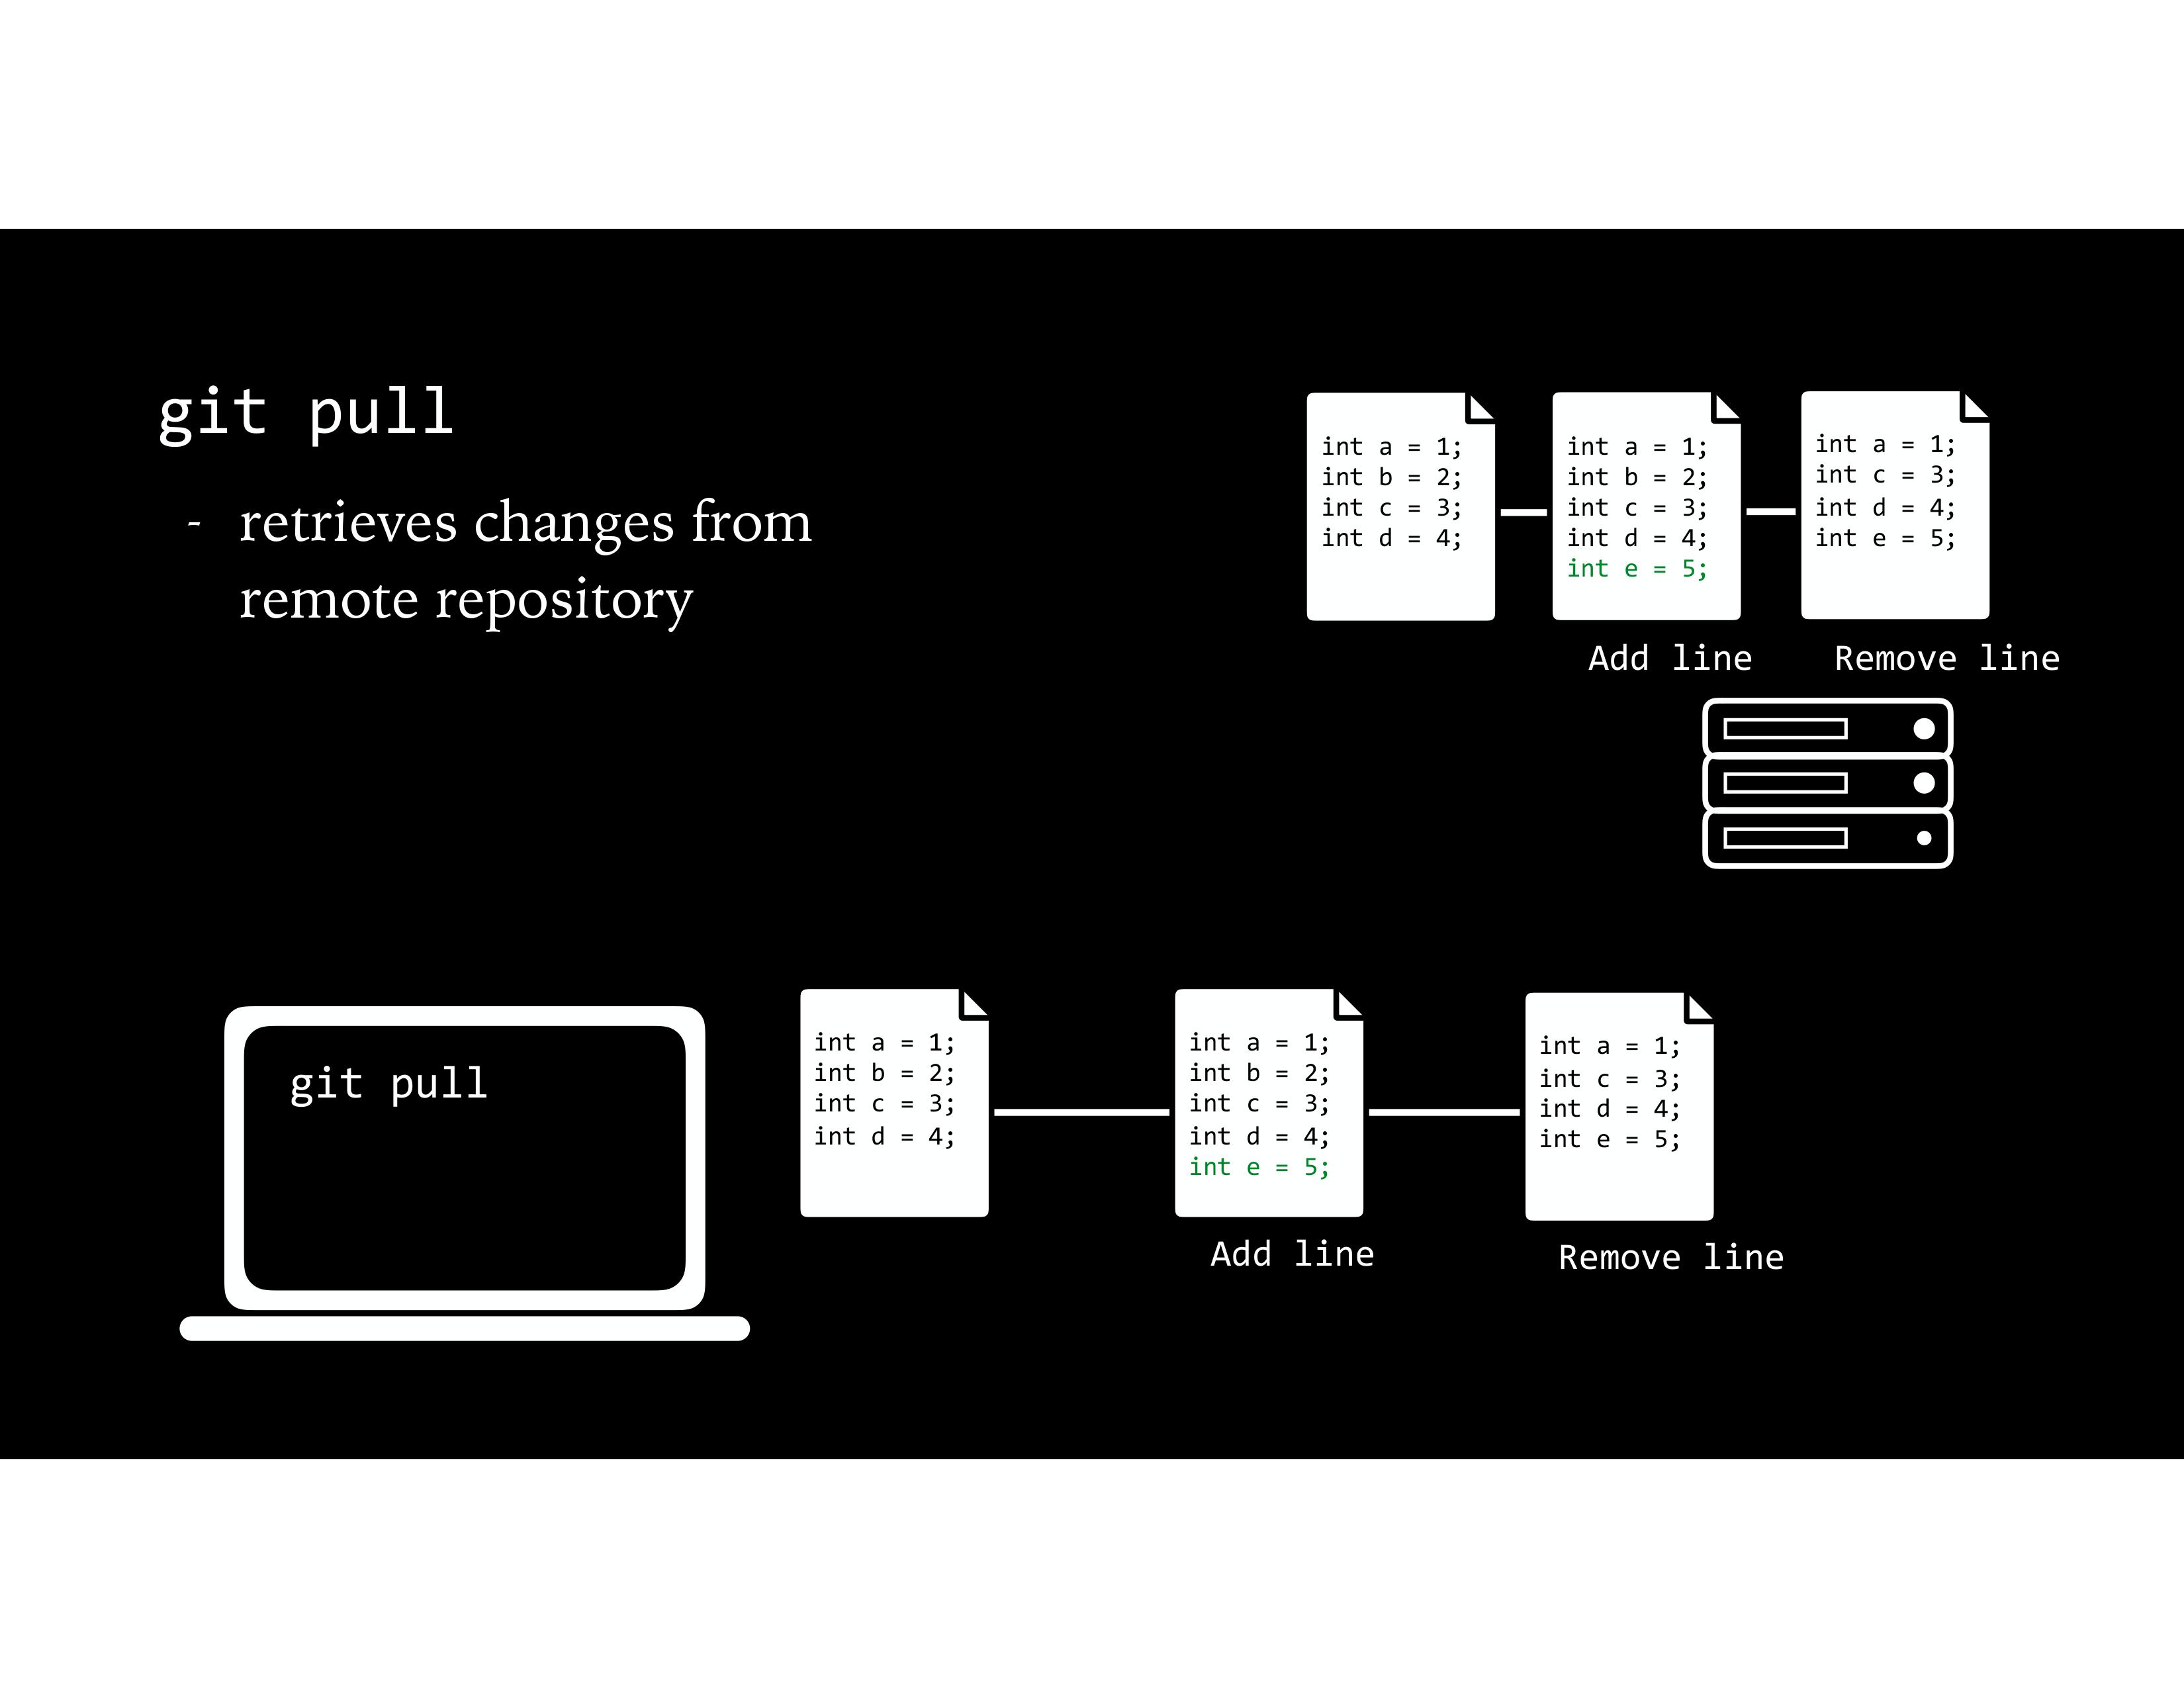 git pull
- retrieves changes from
remote repository
int a = 1;
int b = 2;
int c = 3;
int d = 4;
int a = 1;
int b = 2;
int c = 3;
int d = 4;
int e = 5;
int a = 1;
int c = 3;
int d = 4;
int e = 5;
Add line
Remove line
git pull
int a = 1;
int b = 2;
int c = 3;
int d = 4;
int a = 1;
int b = 2;
int c = 3;
int d = 4;
int e = 5;
Add line
int a = 1;
int c = 3;
int d = 4;
int e = 5;
Remove line